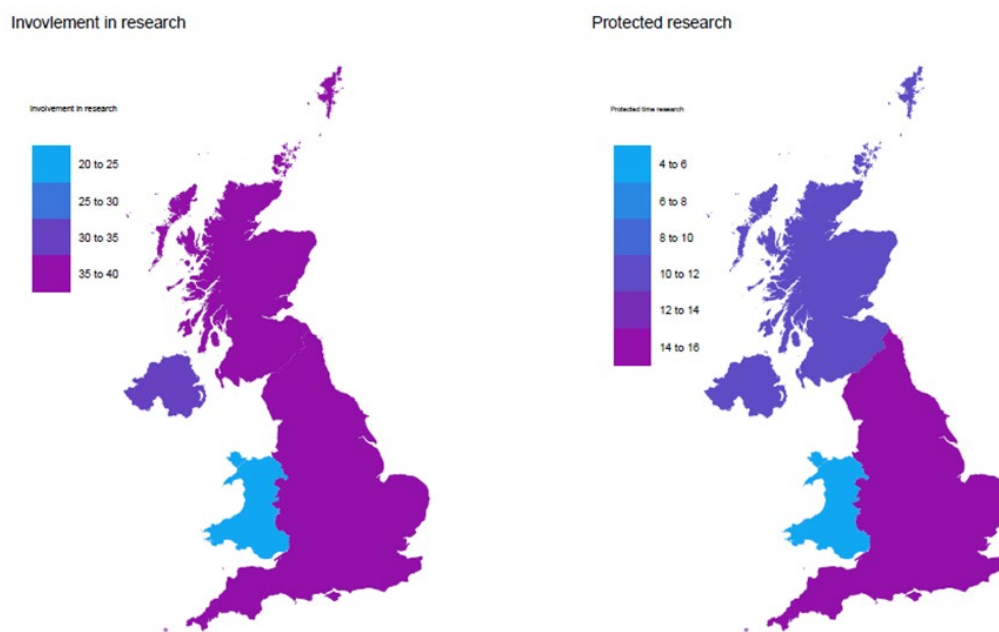 Invovlement in research
Involvement in research
20 to 25
25 to 30
30 to 35
35 to 40
Protected research
Protected time research
4 to 6
6 to 8
8 to 10
10 to 12
12 to 14
14 to 16